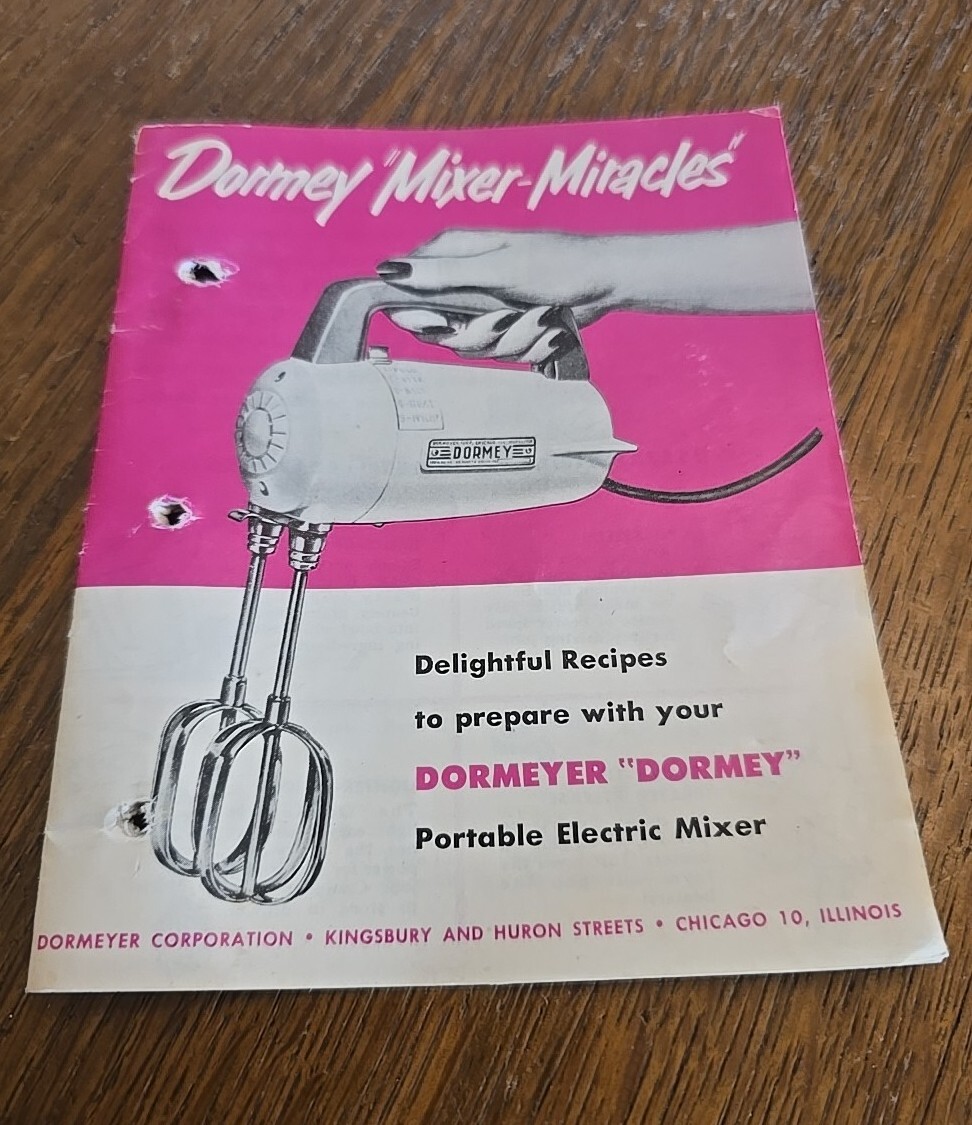 Dormey "Mixer-Miracles"
DORMEY
Delightful Recipes
to prepare with your
DORMEYER "DORMEY"
Portable Electric Mixer
DORMEYER CORPORATION • KINGSBURY AND HURON STREETS • CHICAGO 10, ILLINOIS